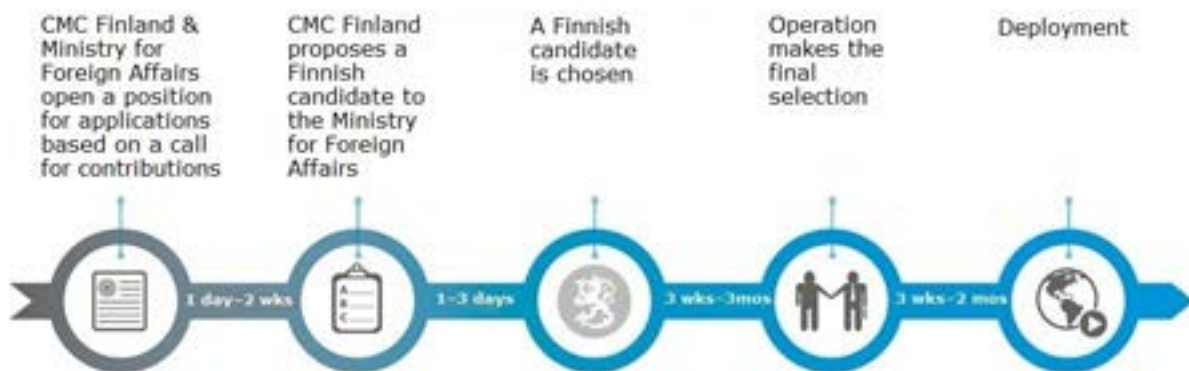 CMC Finland &
Ministry for
Foreign Affairs
open a position
for applications
based on a call
for contributions
CMC Finland
proposes a
Finnish
candidate to
the Ministry
for Foreign
Affairs
A Finnish
candidate
is chosen
Operation
makes the
final
selection
Deployment
1 day–2 wks
A
B
C
1–3 days
3 wks–3mos
3 wks–2 mos